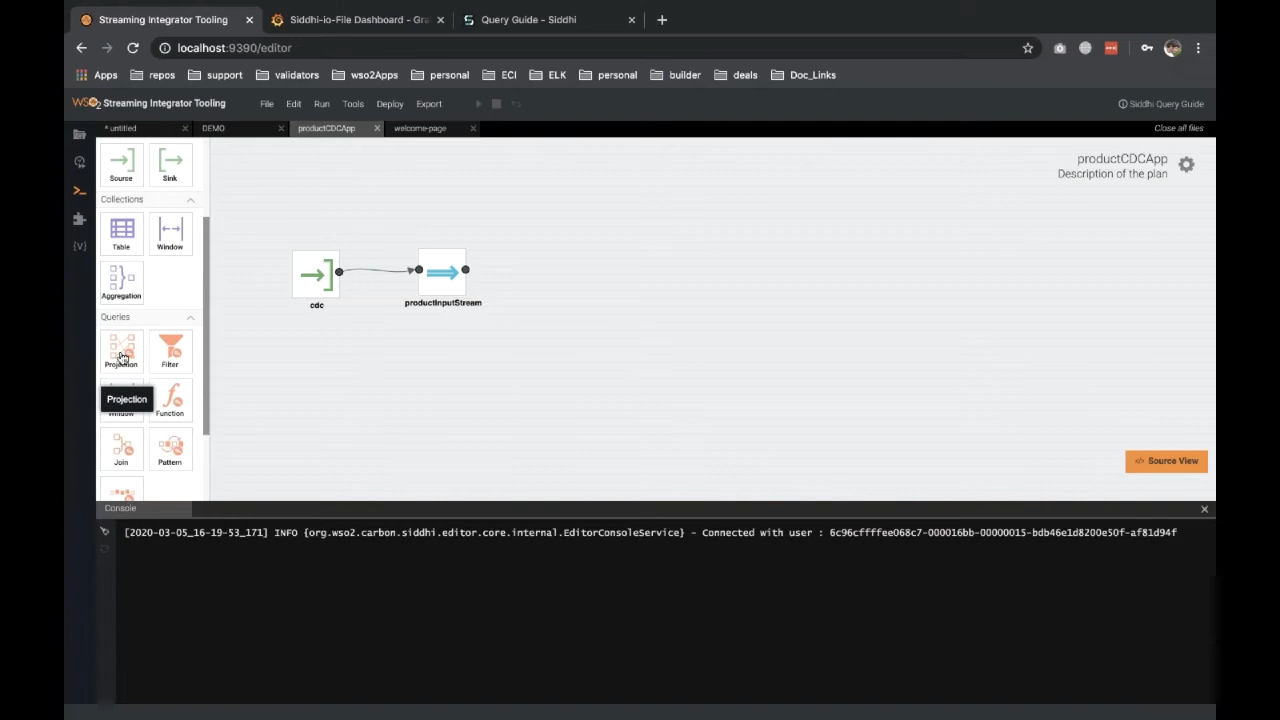 Streaming Integrator Tooling
Siddhi-io-File Dashboard - Gra
Query Guide - Siddhi
localhost:9390/editor
Apps repos support validators wso2Apps personal ECI ELK personal builder deals Doc_Links
WSO2 Streaming Integrator Tooling File Edit Run Tools Deploy Export Siddhi Query Guide
* untitled DEMO productCDCApp welcome-page Close all files
Source Sink
Collections
Table Window
Aggregation
Queries
Projection Filter
Projection
Window Function
Join Pattern
productCDCApp
Description of the plan
cdc
productInputStream
</> Source View
Console
[2020-03-05_16-19-53_171] INFO {org.wso2.carbon.siddhi.editor.core.internal.EditorConsoleService} - Connected with user : 6c96cffffee068c7-000016bb-00000015-bdb46e1d8200e50f-af81d94f